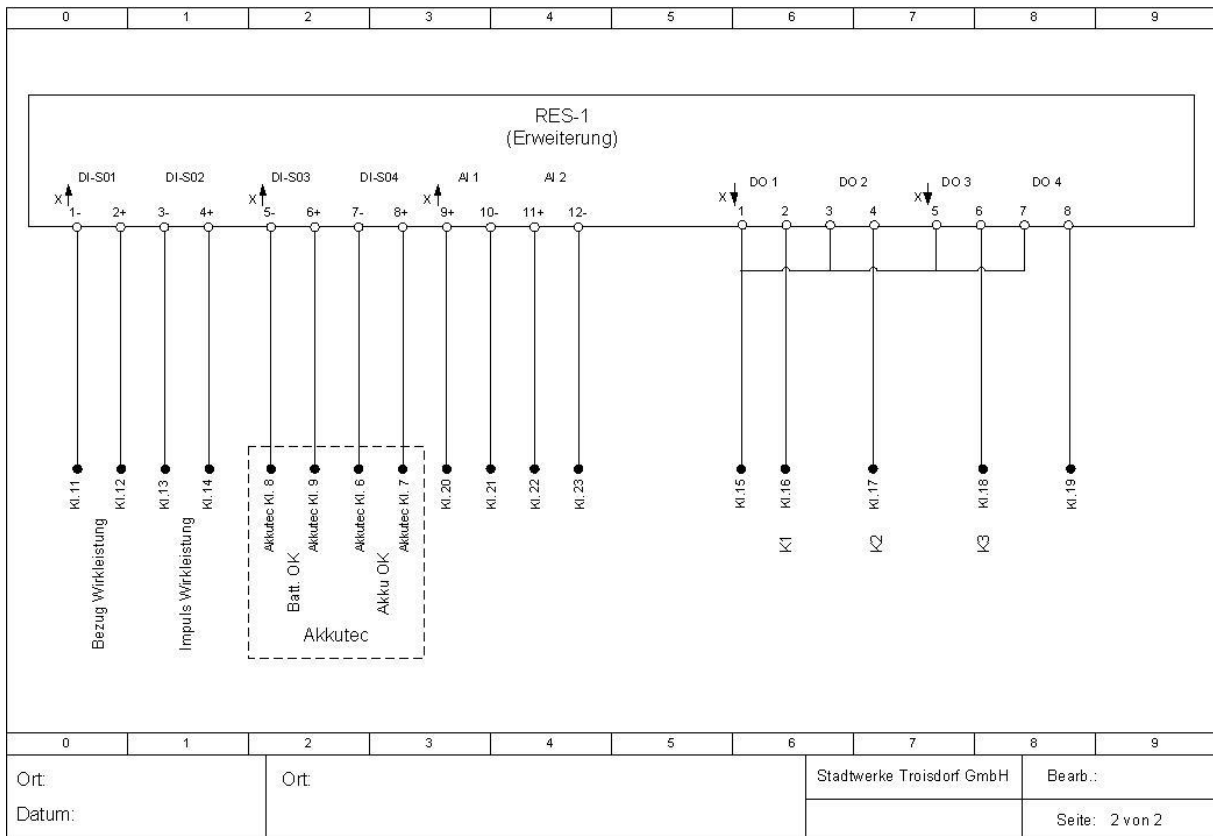 0 1 2 3 4 5 6 7 8 9
RES-1
(Erweiterung)
DI-S01 DI-S02 DI-S03 DI-S04 AI 1 AI 2 DO 1 DO 2 DO 3 DO 4
X X X X X
1- 2+ 3- 4+ 5- 6+ 7- 8+ 9+ 10- 11+ 12- 1 2 3 4 5 6 7 8
Kl.11
Kl.12
Bezug Wirkleistung
Kl.13
Kl.14
Impuls Wirkleistung
Akkutec Kl. 8
Akkutec Kl. 9
Batt. OK
Akkutec Kl. 6
Akkutec Kl. 7
Akku OK
Akkutec
Kl.20
Kl.21
Kl.22
Kl.23
Kl.15
Kl.16
K1
Kl.17
K2
Kl.18
K3
Kl.19
0 1 2 3 4 5 6 7 8 9
Ort:
Datum:
Ort:
Stadtwerke Troisdorf GmbH
Bearb.:
Seite: 2 von 2